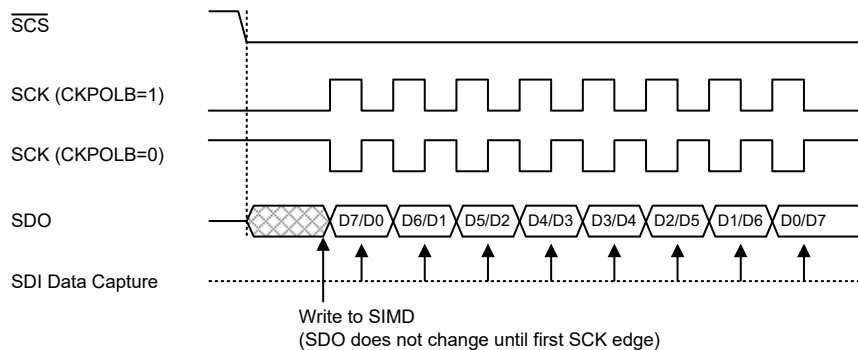 SCS
SCK (CKPOLB=1)
SCK (CKPOLB=0)
SDO
D7/D0 D6/D1 D5/D2 D4/D3 D3/D4 D2/D5 D1/D6 D0/D7
SDI Data Capture
Write to SIMD
(SDO does not change until first SCK edge)